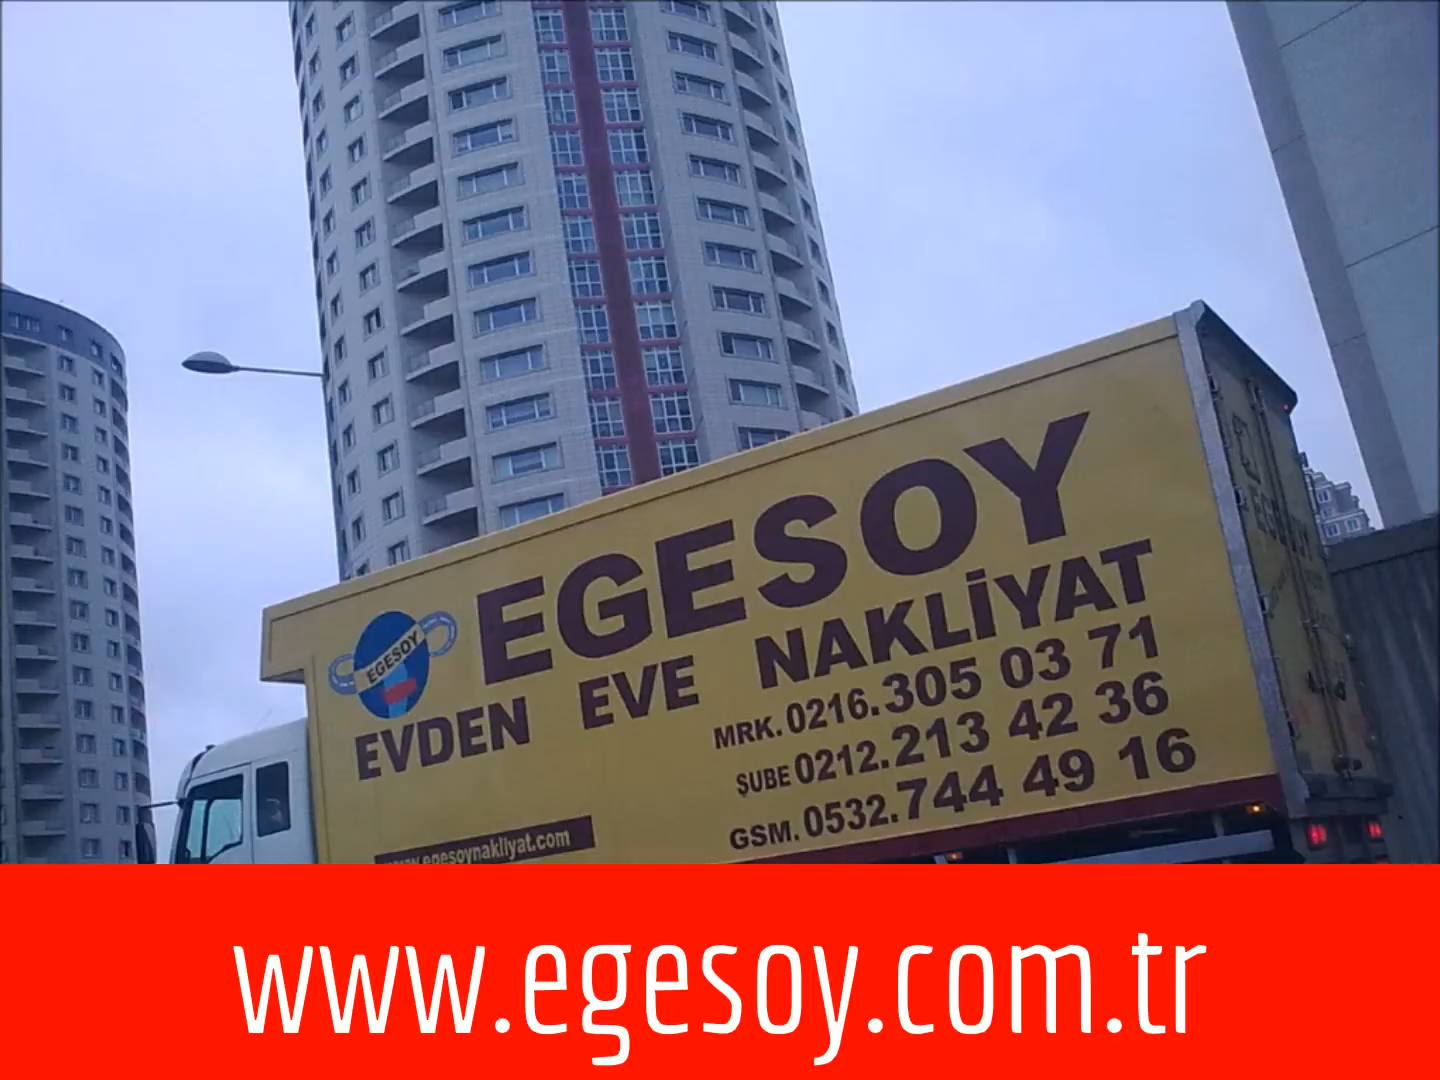 EGESOY
EGESOY
EVDEN EVE NAKLİYAT
MRK. 0216. 305 03 71
ŞUBE 0212. 213 42 36
GSM. 0532. 744 49 16
www.egesoynakliyat.com
www.egesoy.com.tr